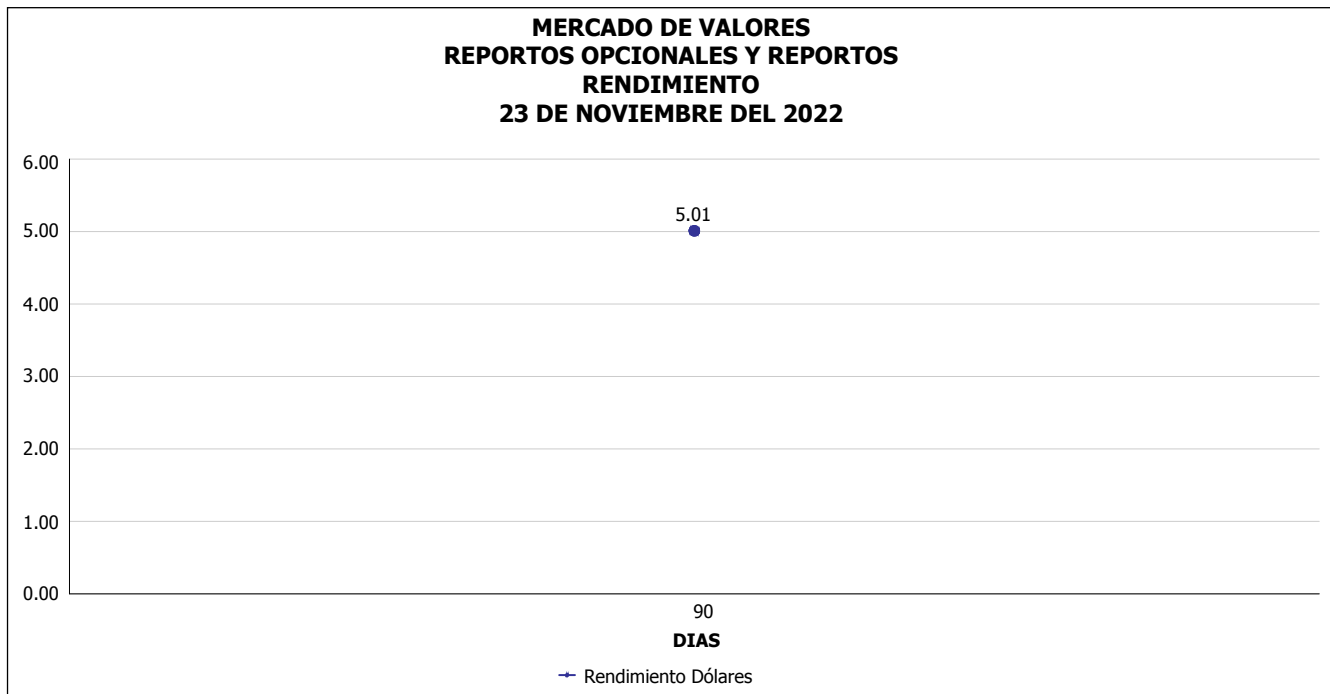 MERCADO DE VALORES
REPORTOS OPCIONALES Y REPORTOS
RENDIMIENTO
23 DE NOVIEMBRE DEL 2022
6.00
5.01
5.00
4.00
3.00
2.00
1.00
0.00
90
DIAS
Rendimiento Dólares